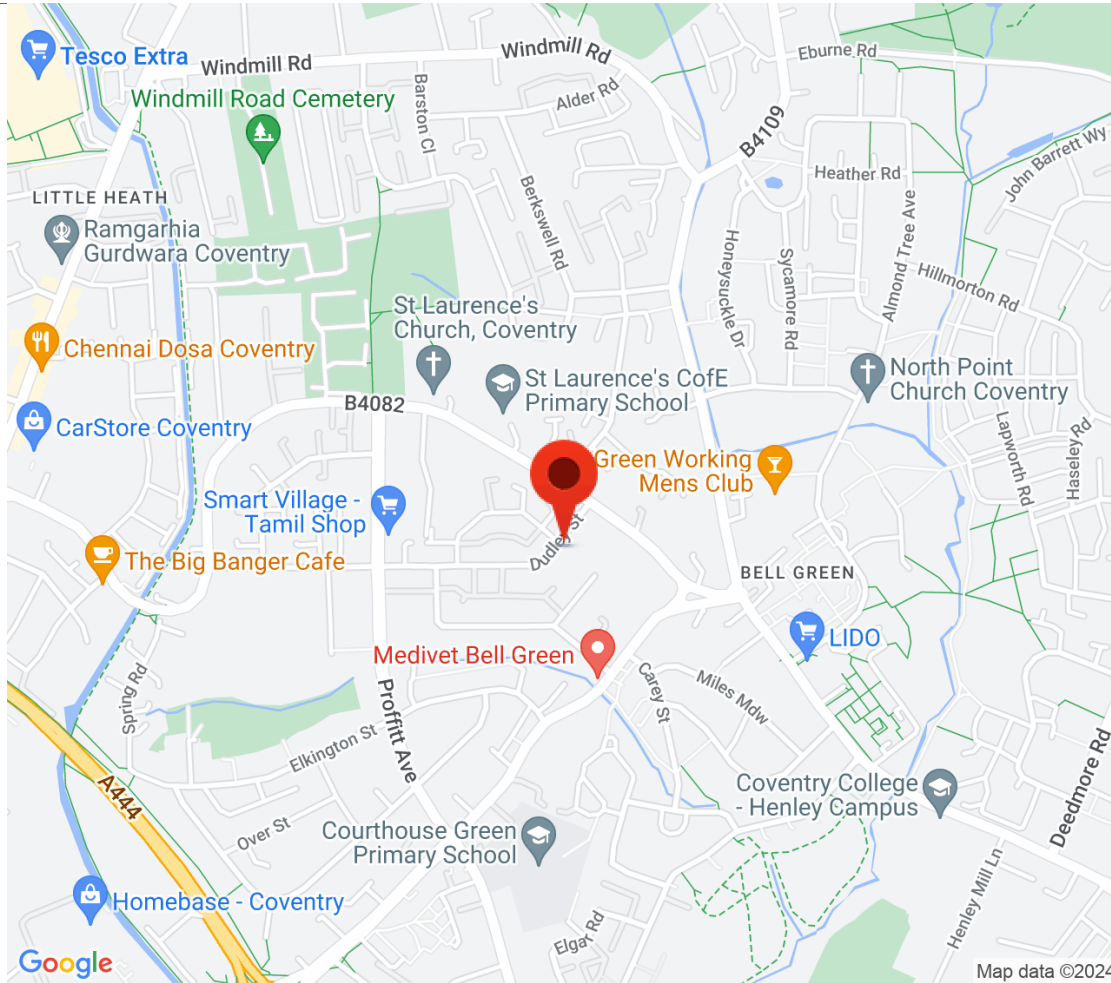 Tesco Extra
Windmill Rd
Windmill Rd
Eburne Rd
Windmill Road Cemetery
Barston Cl
Alder Rd
B4109
John Barrett Wy
Heather Rd
LITTLE HEATH
Ramgarhia
Gurdwara Coventry
Berkswell Rd
Honeysuckle Dr
Sycamore Rd
Almond Tree Ave
Hillmorton Rd
St Laurence's
Church, Coventry
Chennai Dosa Coventry
St Laurence's CofE
Primary School
North Point
Church Coventry
B4082
CarStore Coventry
Lapworth Rd
Haseley Rd
Green Working
Mens Club
Smart Village -
Tamil Shop
Dudley St
The Big Banger Cafe
BELL GREEN
LIDO
Medivet Bell Green
Carey St
Miles Mdw
Spring Rd
Proffitt Ave
Elkington St
A444
Coventry College
- Henley Campus
Deedmore Rd
Over St
Courthouse Green
Primary School
Homebase - Coventry
Elgar Rd
Henley Mill Ln
Google
Map data ©2024